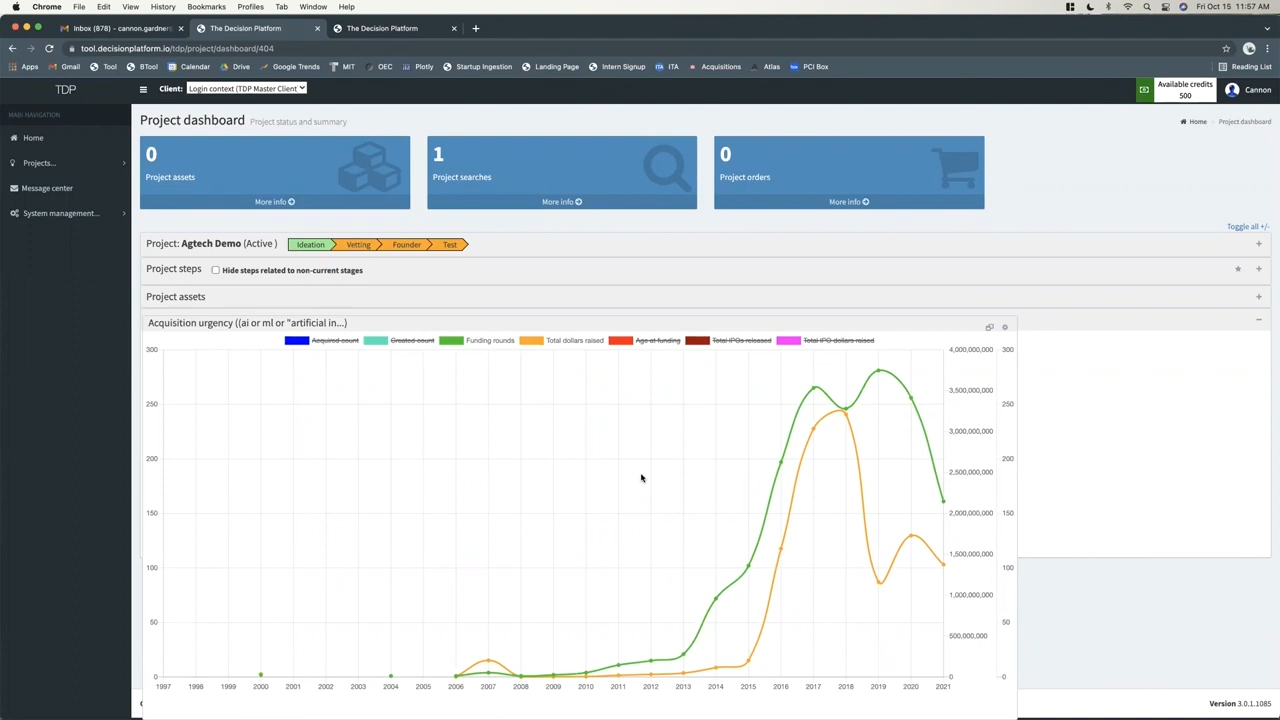 Chrome File Edit View History Bookmarks Profiles Tab Window Help Fri Oct 15 11:57 AM
Inbox (878) - cannon.gardner The Decision Platform The Decision Platform
tool.decisionplatform.io/tdp/project/dashboard/404
Apps Gmail Tool BTool Calendar Drive Google Trends MIT OEC Plotly Startup Ingestion Landing Page Intern Signup ITA Acquisitions Atlas PCI Box Reading List
TDP Client: Login context (TDP Master Client Available credits 500 Cannon
MAIN NAVIGATION
Home
Projects...
Message center
System management...
Project dashboard Project status and summary Home Project dashboard
0 1 0
Project assets Project searches Project orders
More info More info More info
Toggle all +/-
Project: Agtech Demo (Active ) Ideation Vetting Founder Test
Project steps Hide steps related to non-current stages
Project assets
Acquisition urgency ((ai or ml or "artificial in...)
Acquired count Created count Funding rounds Total dollars raised Age at funding Total IPOs released Total IPO dollars raised
300 4,000,000,000 300
3,500,000,000
250 250
3,000,000,000
200 200
2,500,000,000
150 2,000,000,000 150
1,500,000,000
100 100
1,000,000,000
50 50
500,000,000
0 0 0
1997 1998 1999 2000 2001 2002 2003 2004 2005 2006 2007 2008 2009 2010 2011 2012 2013 2014 2015 2016 2017 2018 2019 2020 2021
Version 3.0.1.1085